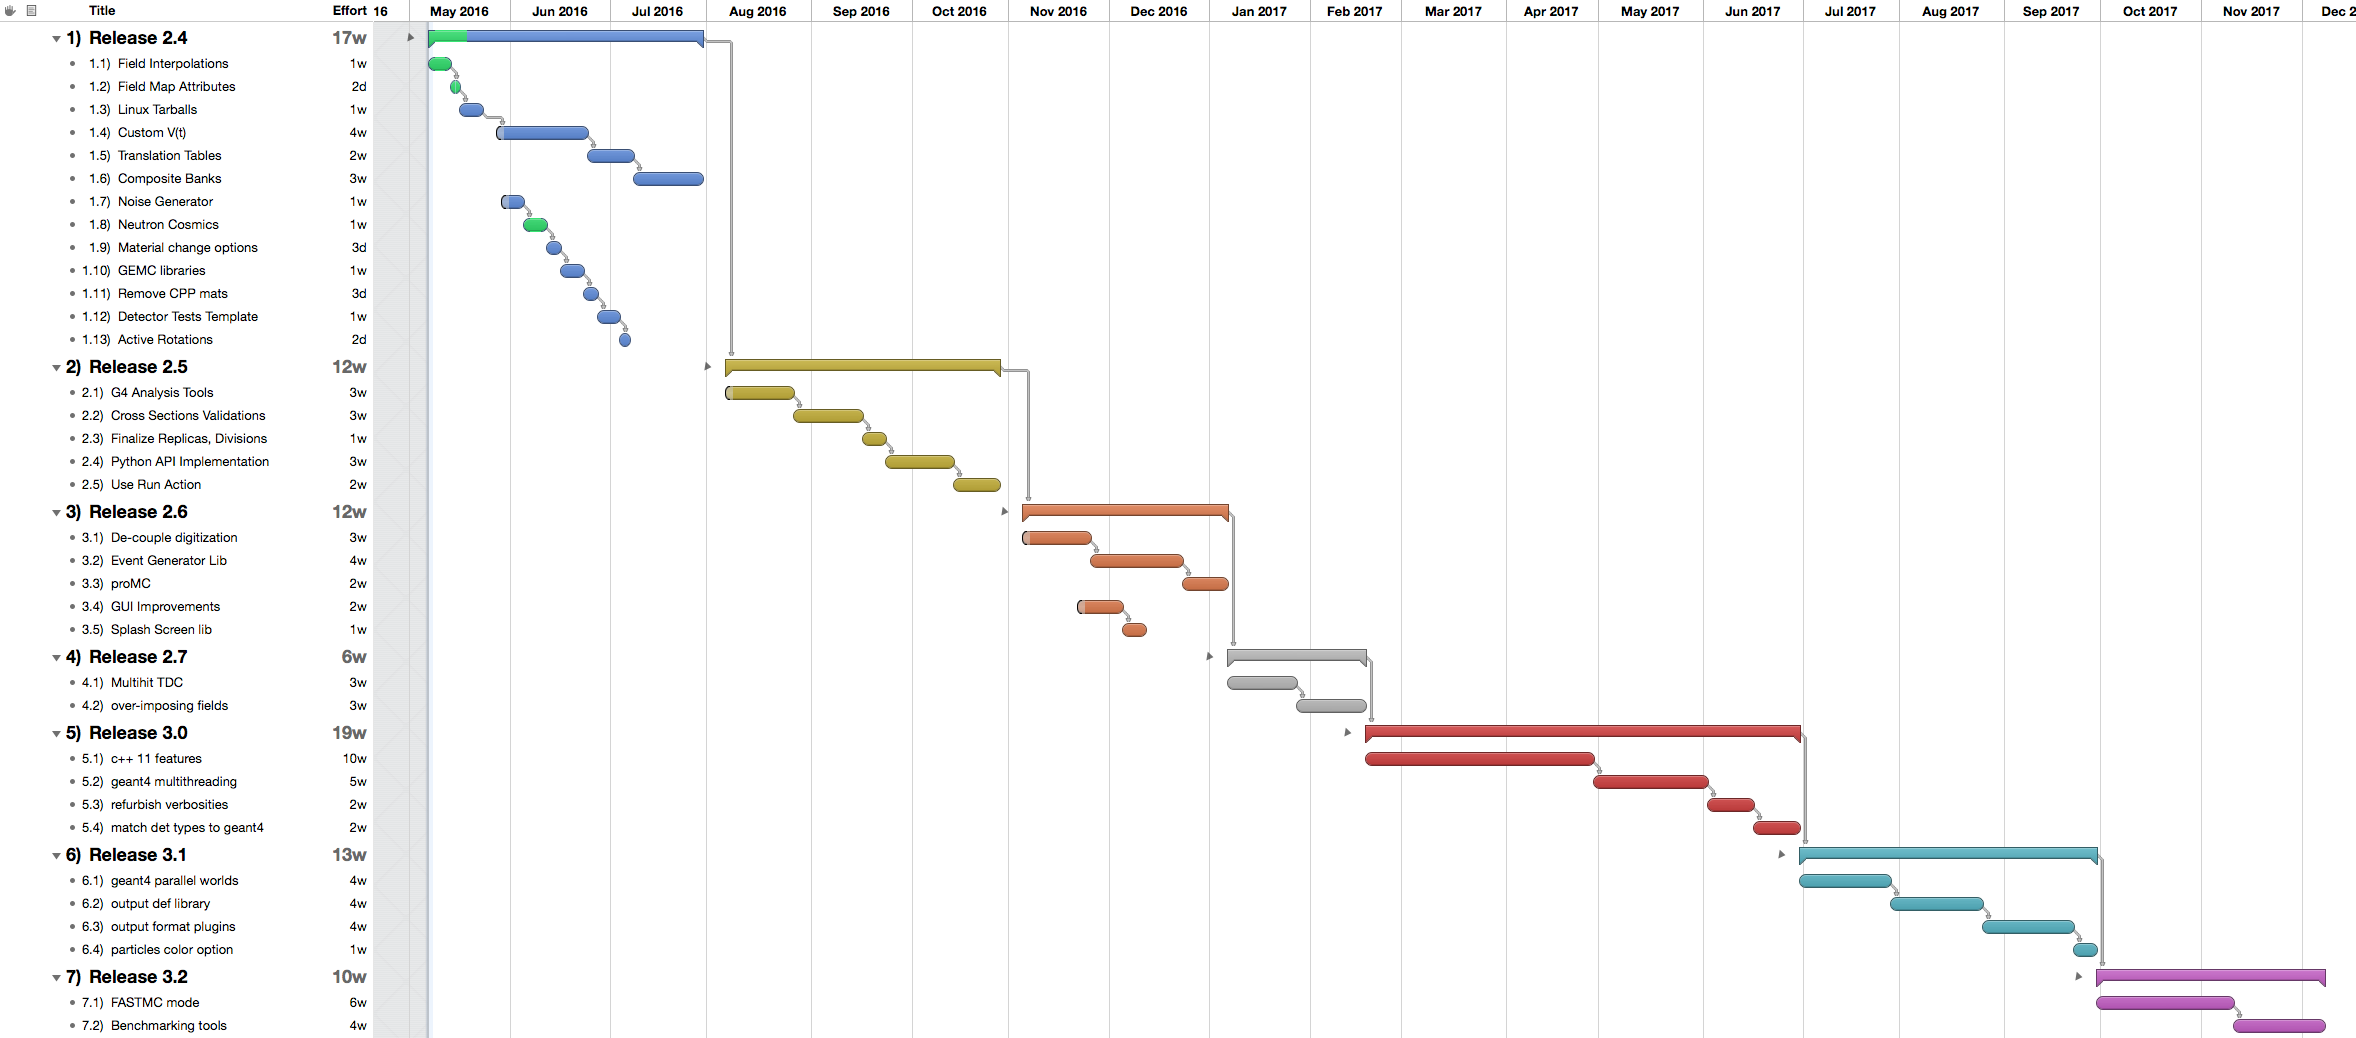 Title Effort 16 May 2016 Jun 2016 Jul 2016 Aug 2016 Sep 2016 Oct 2016 Nov 2016 Dec 2016 Jan 2017 Feb 2017 Mar 2017 Apr 2017 May 2017 Jun 2017 Jul 2017 Aug 2017 Sep 2017 Oct 2017 Nov 2017 Dec 2
1) Release 2.4 17w
1.1) Field Interpolations 1w
1.2) Field Map Attributes 2d
1.3) Linux Tarballs 1w
1.4) Custom V(t) 4w
1.5) Translation Tables 2w
1.6) Composite Banks 3w
1.7) Noise Generator 1w
1.8) Neutron Cosmics 1w
1.9) Material change options 3d
1.10) GEMC libraries 1w
1.11) Remove CPP mats 3d
1.12) Detector Tests Template 1w
1.13) Active Rotations 2d
2) Release 2.5 12w
2.1) G4 Analysis Tools 3w
2.2) Cross Sections Validations 3w
2.3) Finalize Replicas, Divisions 1w
2.4) Python API Implementation 3w
2.5) Use Run Action 2w
3) Release 2.6 12w
3.1) De-couple digitization 3w
3.2) Event Generator Lib 4w
3.3) proMC 2w
3.4) GUI Improvements 2w
3.5) Splash Screen lib 1w
4) Release 2.7 6w
4.1) Multihit TDC 3w
4.2) over-imposing fields 3w
5) Release 3.0 19w
5.1) c++ 11 features 10w
5.2) geant4 multithreading 5w
5.3) refurbish verbosities 2w
5.4) match det types to geant4 2w
6) Release 3.1 13w
6.1) geant4 parallel worlds 4w
6.2) output def library 4w
6.3) output format plugins 4w
6.4) particles color option 1w
7) Release 3.2 10w
7.1) FASTMC mode 6w
7.2) Benchmarking tools 4w